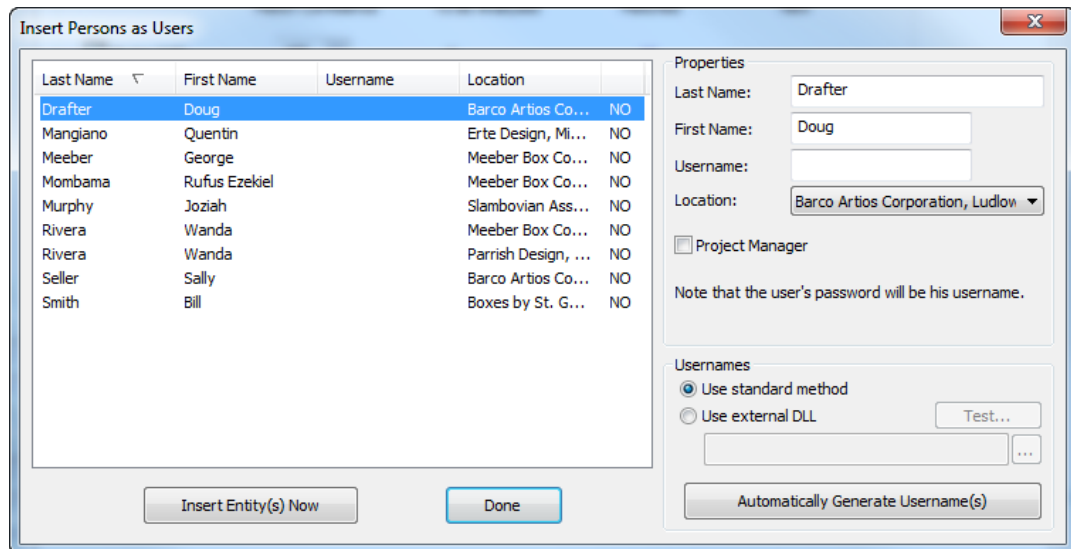 Insert Persons as Users
Last Name First Name Username Location
Drafter Doug Barco Artios Co... NO
Mangiano Quentin Erte Design, Mi... NO
Meeber George Meeber Box Co... NO
Mombama Rufus Ezekiel Meeber Box Co... NO
Murphy Joziah Slambovian Ass... NO
Rivera Wanda Meeber Box Co... NO
Rivera Wanda Parrish Design, ... NO
Seller Sally Barco Artios Co... NO
Smith Bill Boxes by St. G... NO
Insert Entity(s) Now Done
Properties
Last Name: Drafter
First Name: Doug
Username:
Location: Barco Artios Corporation, Ludlow
Project Manager
Note that the user's password will be his username.
Usernames
Use standard method
Use external DLL Test...
...
Automatically Generate Username(s)